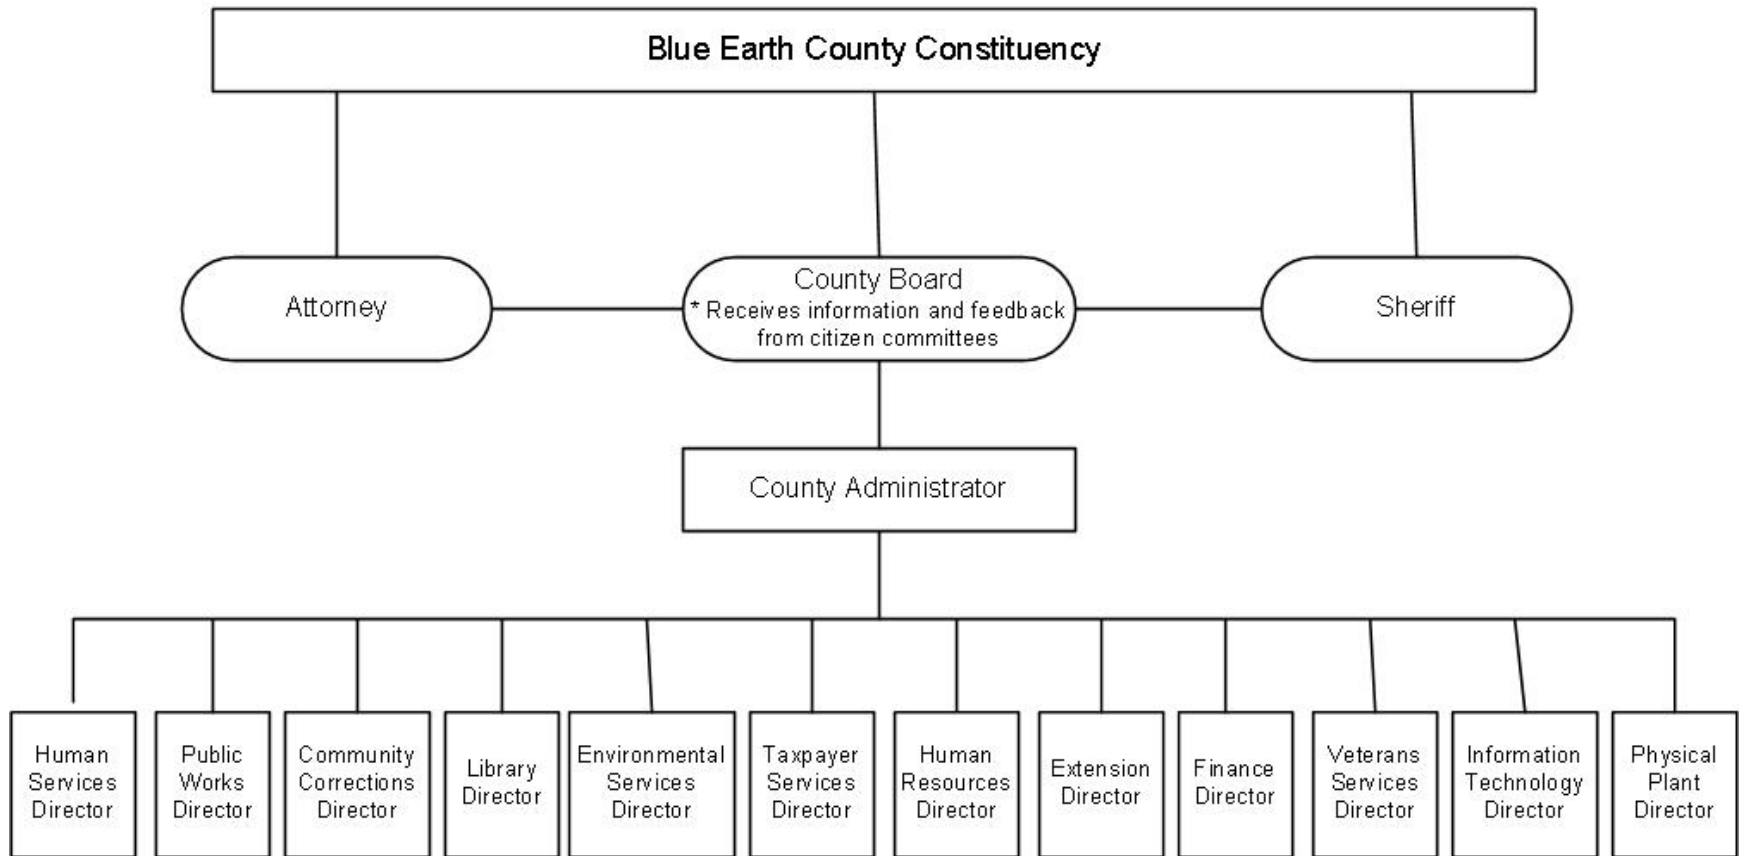 Blue Earth County Constituency
Attorney
County Board
* Receives information and feedback
from citizen committees
Sheriff
County Administrator
Human
Services
Director
Public
Works
Director
Community
Corrections
Director
Library
Director
Environmental
Services
Director
Taxpayer
Services
Director
Human
Resources
Director
Extension
Director
Finance
Director
Veterans
Services
Director
Information
Technology
Director
Physical
Plant
Director